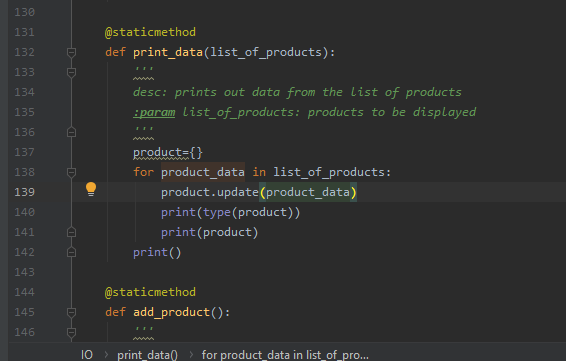 130
131 @staticmethod
132 def print_data(list_of_products):
133 '''
134 desc: prints out data from the list of products
135 :param list_of_products: products to be displayed
136 '''
137 product={}
138 for product_data in list_of_products:
139 product.update(product_data)
140 print(type(product))
141 print(product)
142 print()
143
144 @staticmethod
145 def add_product():
146 '''
IO › print_data() › for product_data in list_of_pro...